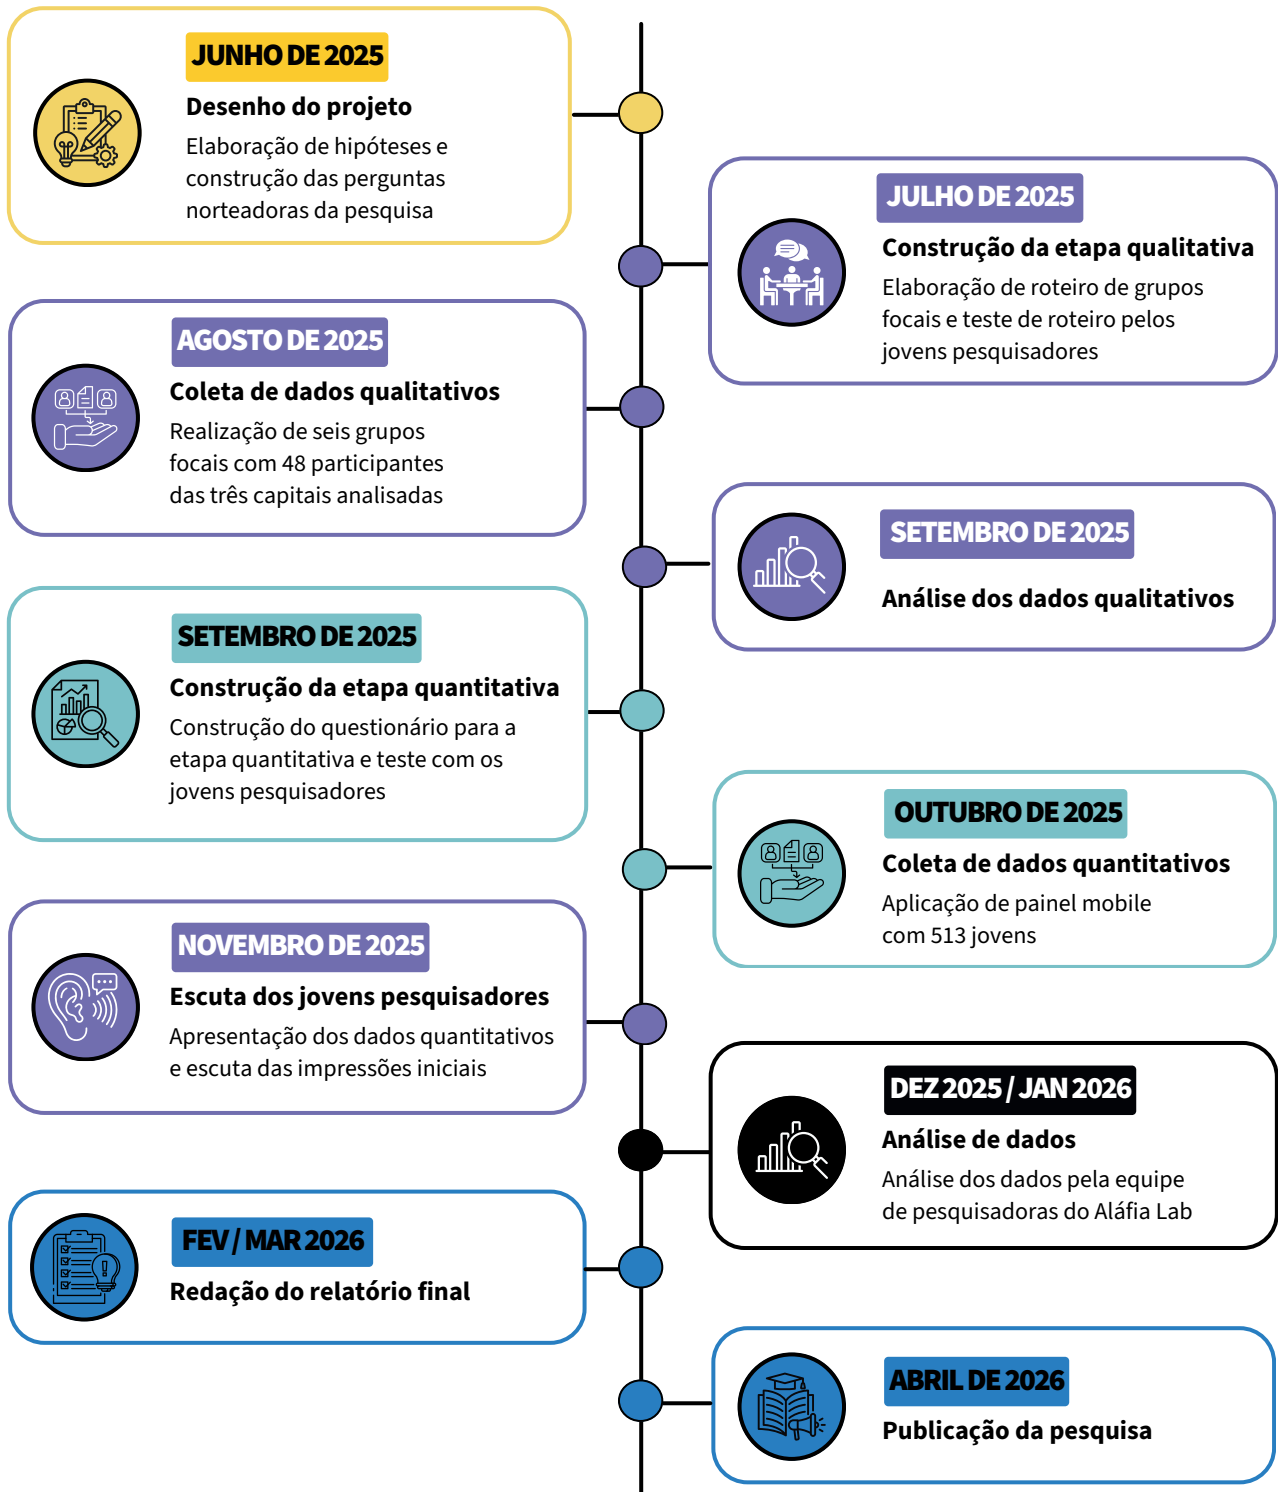 JUNHO DE 2025
Desenho do projeto
Elaboração de hipóteses e
construção das perguntas
norteadoras da pesquisa
JULHO DE 2025
Construção da etapa qualitativa
Elaboração de roteiro de grupos
focais e teste de roteiro pelos
jovens pesquisadores
AGOSTO DE 2025
Coleta de dados qualitativos
Realização de seis grupos
focais com 48 participantes
das três capitais analisadas
SETEMBRO DE 2025
Análise dos dados qualitativos
SETEMBRO DE 2025
Construção da etapa quantitativa
Construção do questionário para a
etapa quantitativa e teste com os
jovens pesquisadores
OUTUBRO DE 2025
Coleta de dados quantitativos
Aplicação de painel mobile
com 513 jovens
NOVEMBRO DE 2025
Escuta dos jovens pesquisadores
Apresentação dos dados quantitativos
e escuta das impressões iniciais
DEZ 2025 / JAN 2026
Análise de dados
Análise dos dados pela equipe
de pesquisadoras do Aláfia Lab
FEV / MAR 2026
Redação do relatório final
ABRIL DE 2026
Publicação da pesquisa